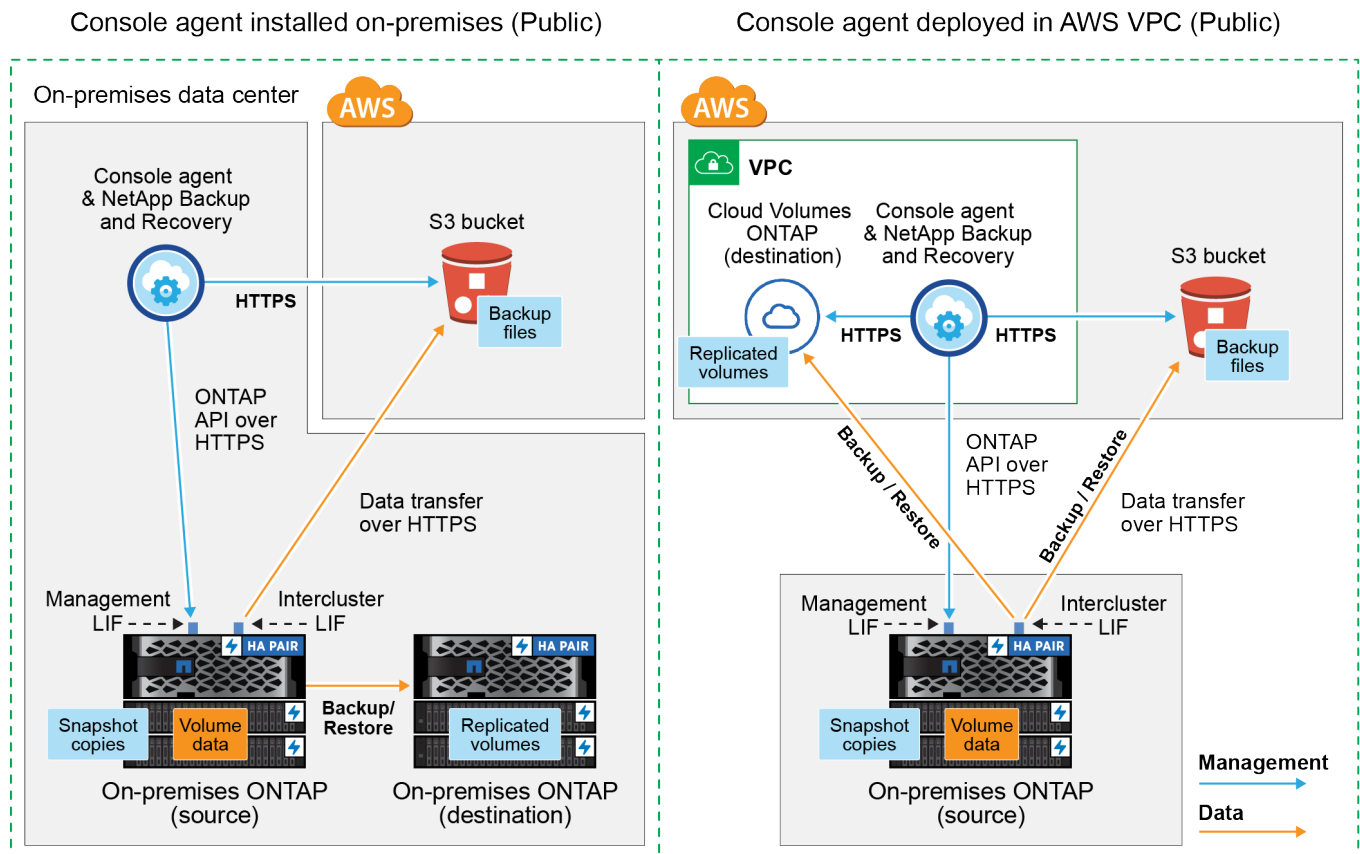 Console agent installed on-premises (Public)
On-premises data center
AWS
Console agent
& NetApp Backup
and Recovery
S3 bucket
HTTPS
Backup
files
ONTAP
API over
HTTPS
Data transfer
over HTTPS
Management
LIF
Intercluster
LIF
HA PAIR
HA PAIR
Snapshot
copies
Volume
data
Backup/
Restore
Replicated
volumes
On-premises ONTAP
(source)
On-premises ONTAP
(destination)
Console agent deployed in AWS VPC (Public)
AWS
VPC
Cloud Volumes
ONTAP
(destination)
Console agent
& NetApp Backup
and Recovery
S3 bucket
HTTPS
HTTPS
Replicated
volumes
Backup
files
Backup / Restore
ONTAP
API over
HTTPS
Backup / Restore
Data transfer
over HTTPS
Management
LIF
Intercluster
LIF
HA PAIR
Snapshot
copies
Volume
data
On-premises ONTAP
(source)
Management
Data